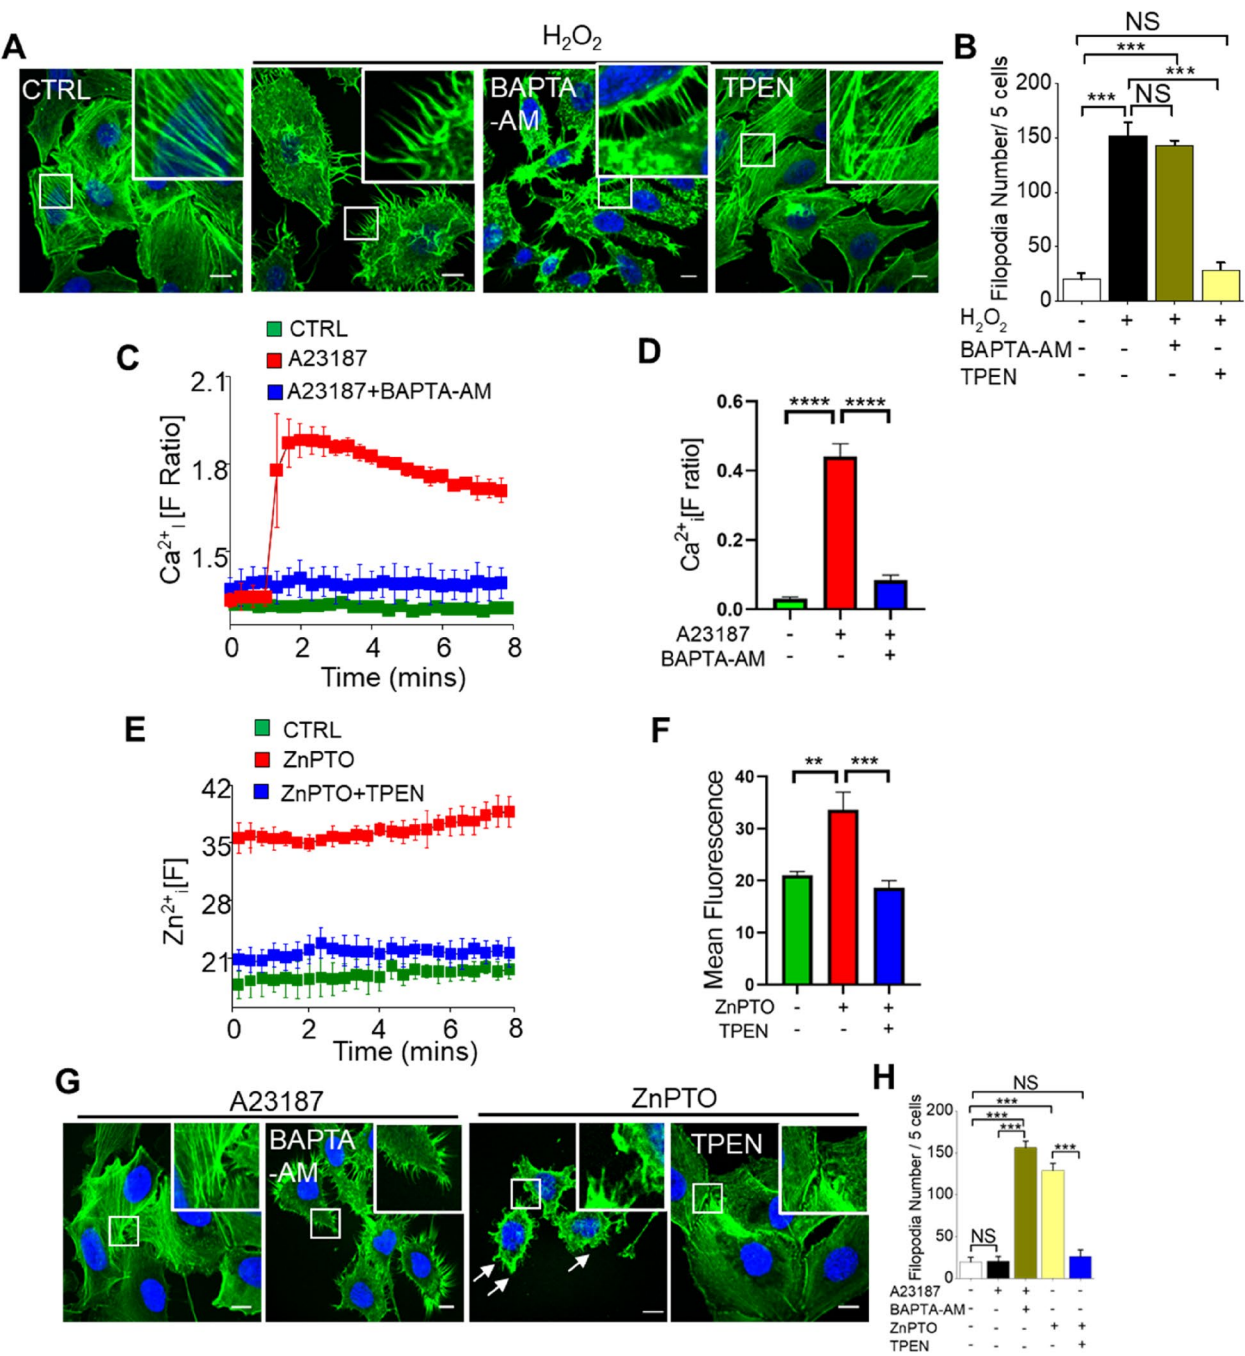 A
H₂O₂
CTRL
BAPTA
-AM
TPEN
B
NS
***
***
*** NS
Filopodia Number/ 5 cells
200
150
100
50
0
H₂O₂ - + + +
BAPTA-AM - - + -
TPEN - - - +
C
CTRL
A23187
A23187+BAPTA-AM
Ca²⁺ᵢ [F Ratio]
2.1
1.8
1.5
0 2 4 6 8
Time (mins)
D
**** ****
Ca²⁺ᵢ[F ratio]
0.6
0.4
0.2
0.0
A23187 - + +
BAPTA-AM - - +
E
CTRL
ZnPTO
ZnPTO+TPEN
Zn²⁺ᵢ[F]
42
35
28
21
0 2 4 6 8
Time (mins)
F
** ***
Mean Fluorescence
40
30
20
10
0
ZnPTO - + +
TPEN - - +
G
A23187
ZnPTO
BAPTA
-AM
TPEN
H
NS
***
***
***
***
NS
Filopodia Number / 5 cells
200
150
100
50
0
A23187 - + + - -
BAPTA-AM - - + - -
ZnPTO - - - + +
TPEN - - - - +